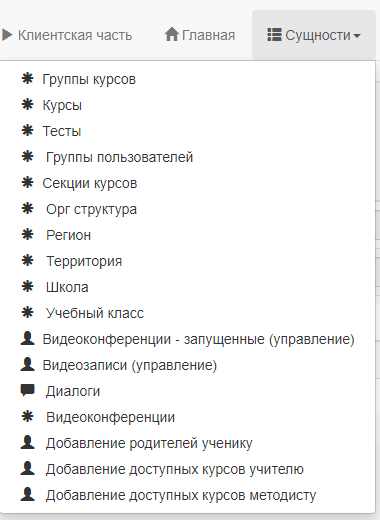 Клиентская часть Главная Сущности
Группы курсов
Курсы
Тесты
Группы пользователей
Секции курсов
Орг структура
Регион
Территория
Школа
Учебный класс
Видеоконференции - запущенные (управление)
Видеозаписи (управление)
Диалоги
Видеоконференции
Добавление родителей ученику
Добавление доступных курсов учителю
Добавление доступных курсов методисту